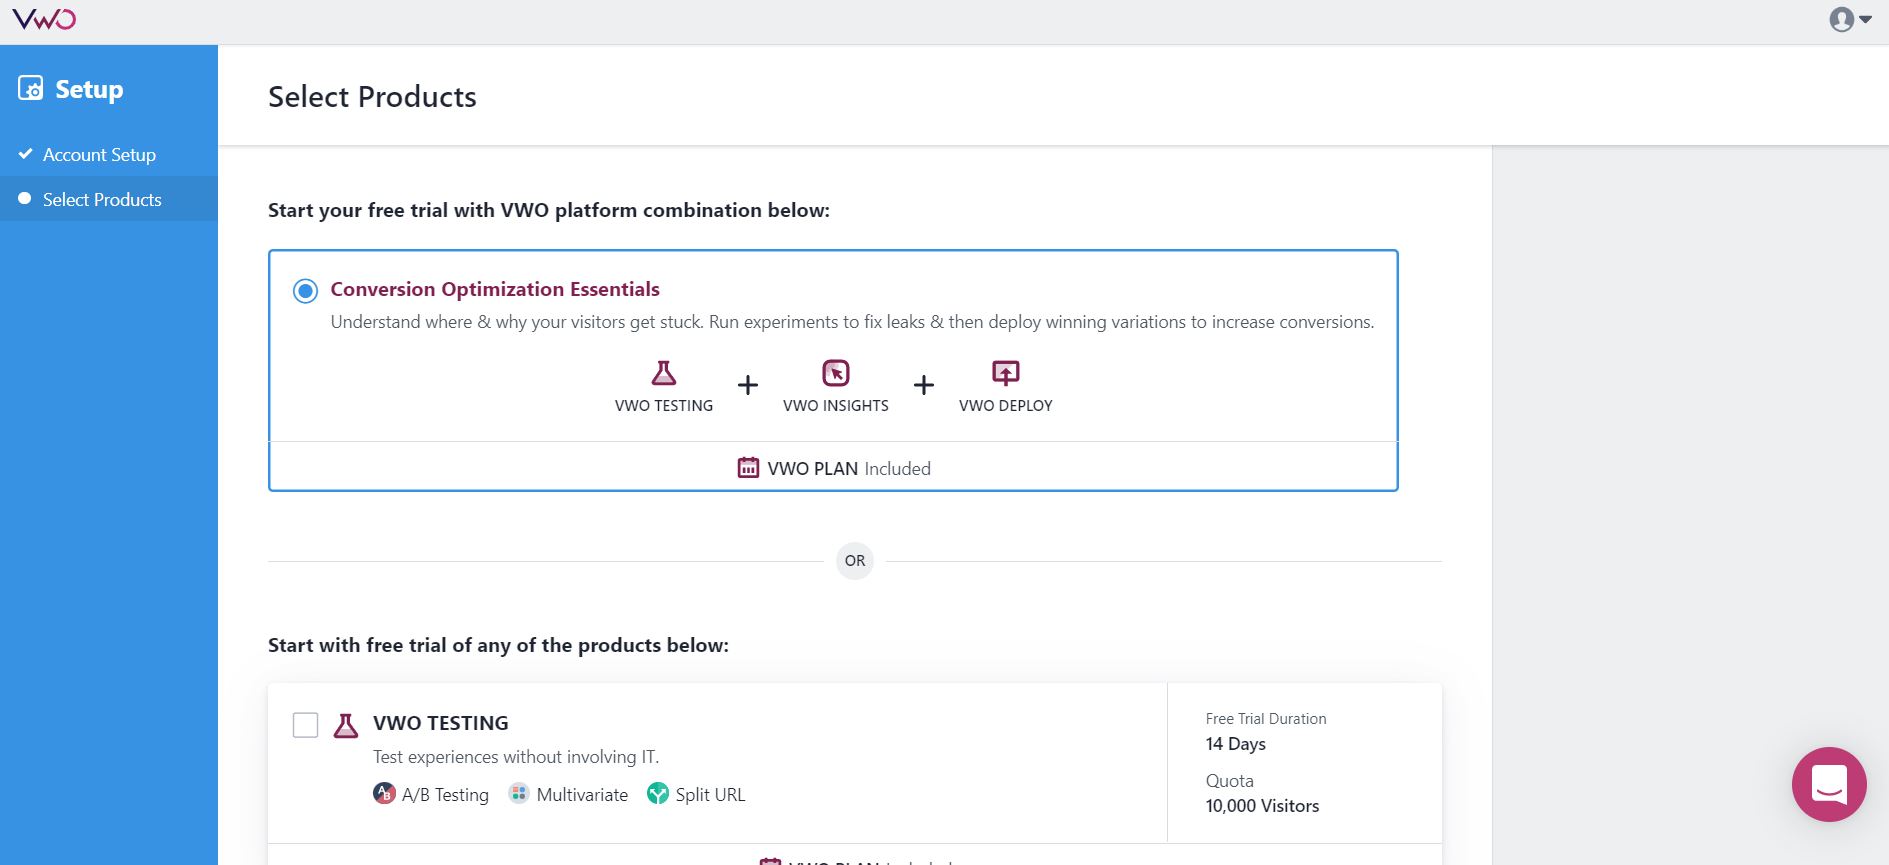 VWO
Setup
Account Setup
Select Products
Select Products
Start your free trial with VWO platform combination below:
Conversion Optimization Essentials
Understand where & why your visitors get stuck. Run experiments to fix leaks & then deploy winning variations to increase conversions.
+ +
VWO TESTING VWO INSIGHTS VWO DEPLOY
VWO PLAN Included
OR
Start with free trial of any of the products below:
VWO TESTING
Test experiences without involving IT.
AB A/B Testing Multivariate Split URL
Free Trial Duration
14 Days
Quota
10,000 Visitors
VWO PLAN Included